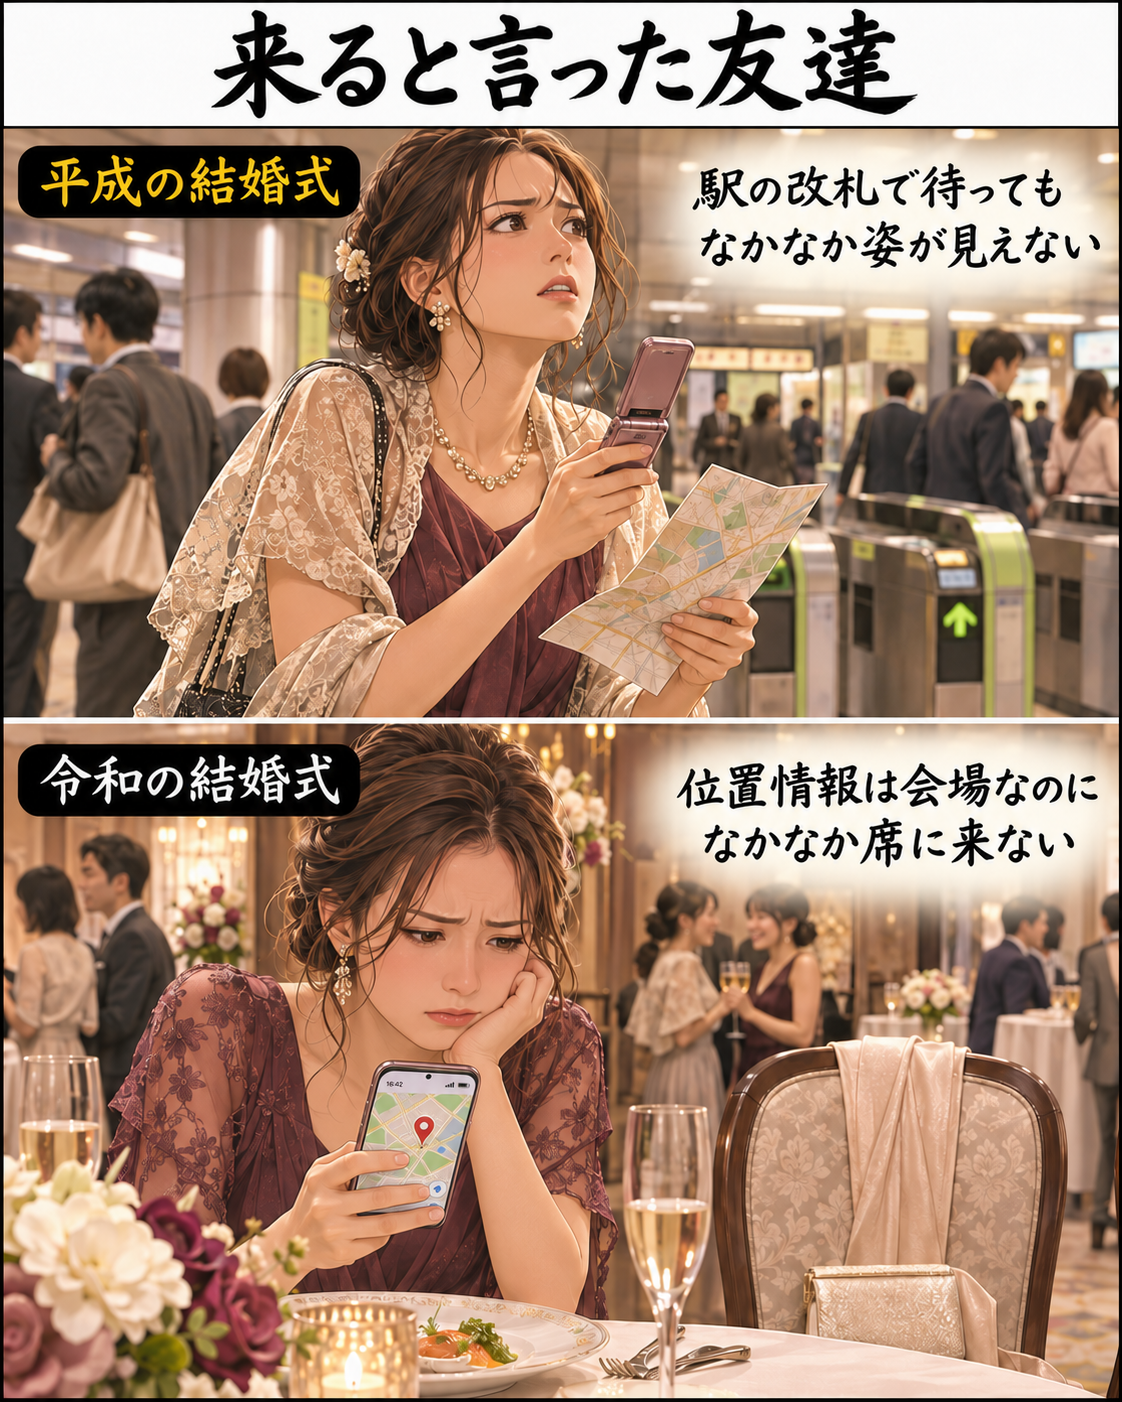 来ると言った友達
平成の結婚式
駅の改札で待っても
なかなか姿が見えない
令和の結婚式
位置情報は会場なのに
なかなか席に来ない
16:42